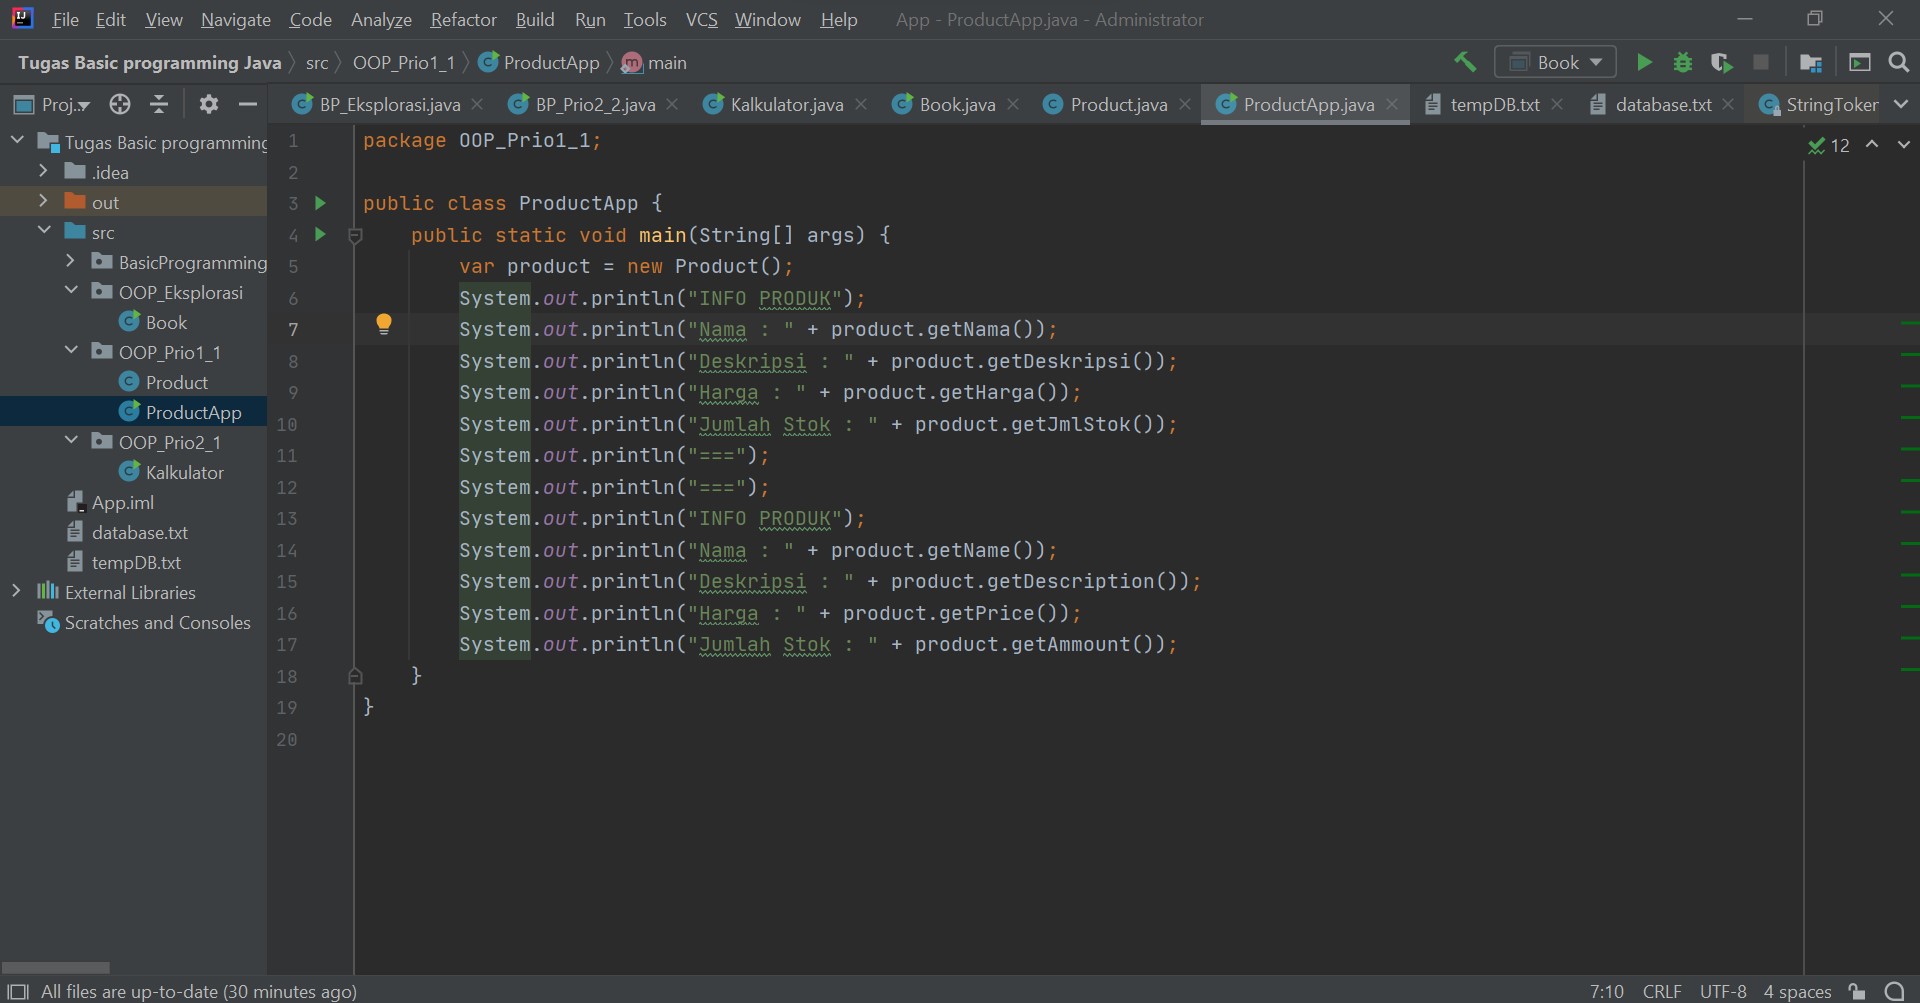 File Edit View Navigate Code Analyze Refactor Build Run Tools VCS Window Help App - ProductApp.java - Administrator
Tugas Basic programming Java src OOP_Prio1_1 ProductApp main Book
Proj.. BP_Eksplorasi.java BP_Prio2_2.java Kalkulator.java Book.java Product.java ProductApp.java tempDB.txt database.txt StringToker
Tugas Basic programming
.idea
out
src
BasicProgramming
OOP_Eksplorasi
Book
OOP_Prio1_1
Product
ProductApp
OOP_Prio2_1
Kalkulator
App.iml
database.txt
tempDB.txt
External Libraries
Scratches and Consoles
12
1 package OOP_Prio1_1;
2
3 public class ProductApp {
4 public static void main(String[] args) {
5 var product = new Product();
6 System.out.println("INFO PRODUK");
7 System.out.println("Nama : " + product.getNama());
8 System.out.println("Deskripsi : " + product.getDeskripsi());
9 System.out.println("Harga : " + product.getHarga());
10 System.out.println("Jumlah Stok : " + product.getJmlStok());
11 System.out.println("===");
12 System.out.println("===");
13 System.out.println("INFO PRODUK");
14 System.out.println("Nama : " + product.getName());
15 System.out.println("Deskripsi : " + product.getDescription());
16 System.out.println("Harga : " + product.getPrice());
17 System.out.println("Jumlah Stok : " + product.getAmmount());
18 }
19 }
20
All files are up-to-date (30 minutes ago) 7:10 CRLF UTF-8 4 spaces